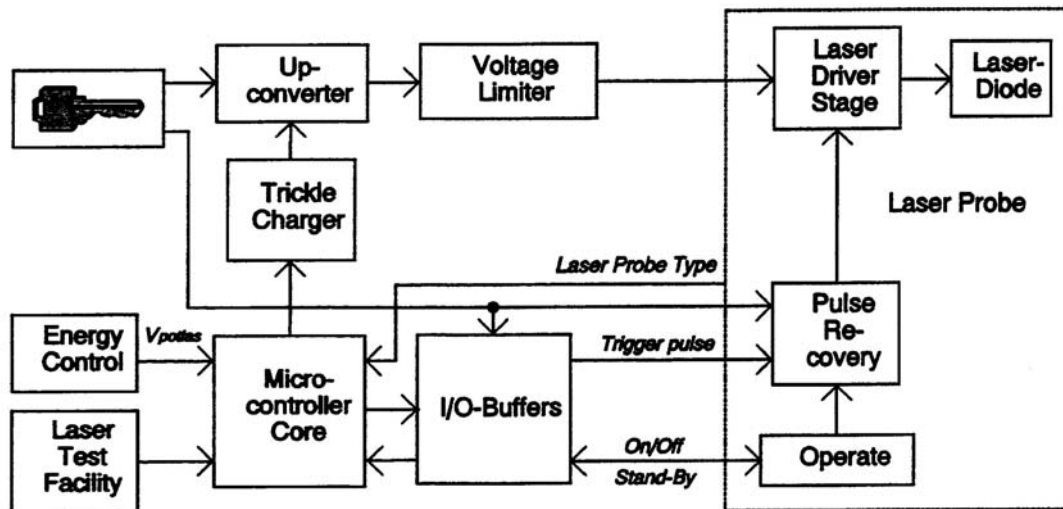 Up-
converter
Voltage
Limiter
Laser
Driver
Stage
Laser-
Diode
Trickle
Charger
Laser Probe
Laser Probe Type
Energy
Control
Vpotlas
Micro-
controller
Core
I/O-Buffers
Trigger pulse
Pulse
Re-
covery
Laser
Test
Facility
On/Off
Stand-By
Operate